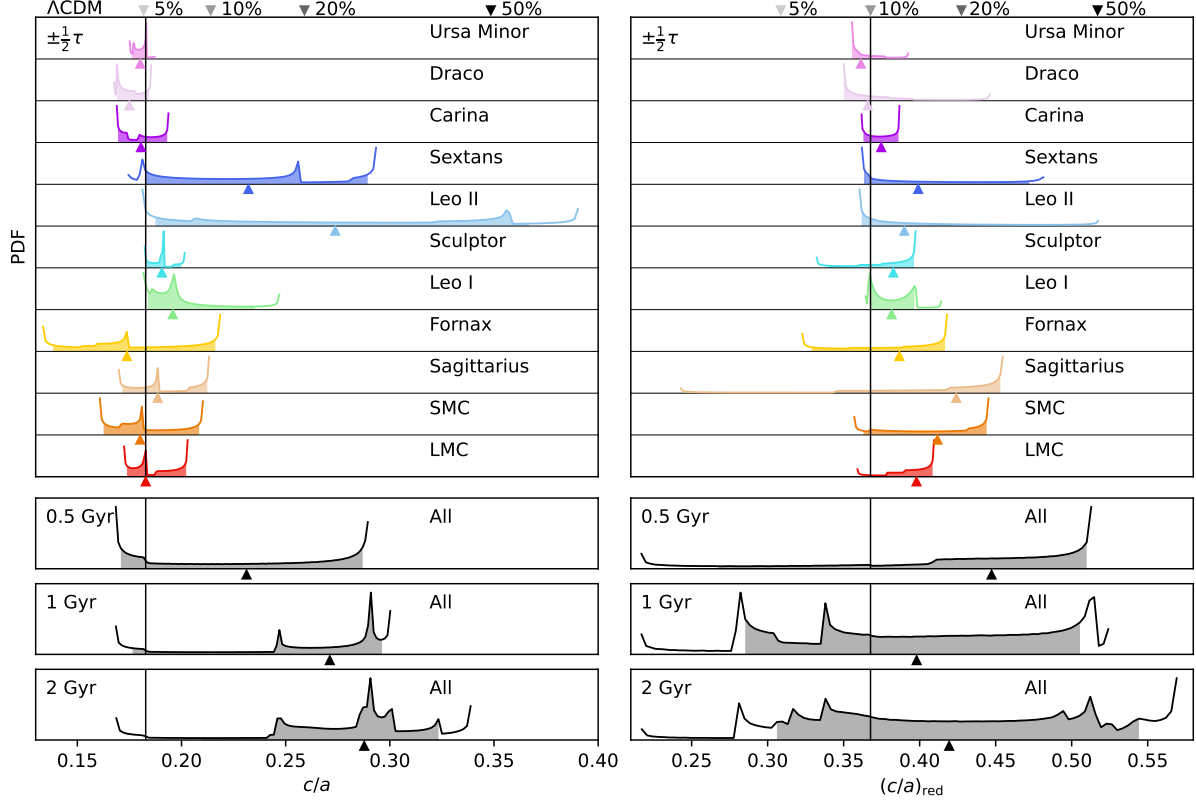 ΛCDM 5% 10% 20% 50%
5% 10% 20% 50%
±½τ
Ursa Minor
Draco
Carina
Sextans
Leo II
Sculptor
Leo I
Fornax
Sagittarius
SMC
LMC
±½τ
Ursa Minor
Draco
Carina
Sextans
Leo II
Sculptor
Leo I
Fornax
Sagittarius
SMC
LMC
PDF
0.5 Gyr All
0.5 Gyr All
1 Gyr All
1 Gyr All
2 Gyr All
2 Gyr All
0.15 0.20 0.25 0.30 0.35 0.40
0.25 0.30 0.35 0.40 0.45 0.50 0.55
c/a
(c/a)red